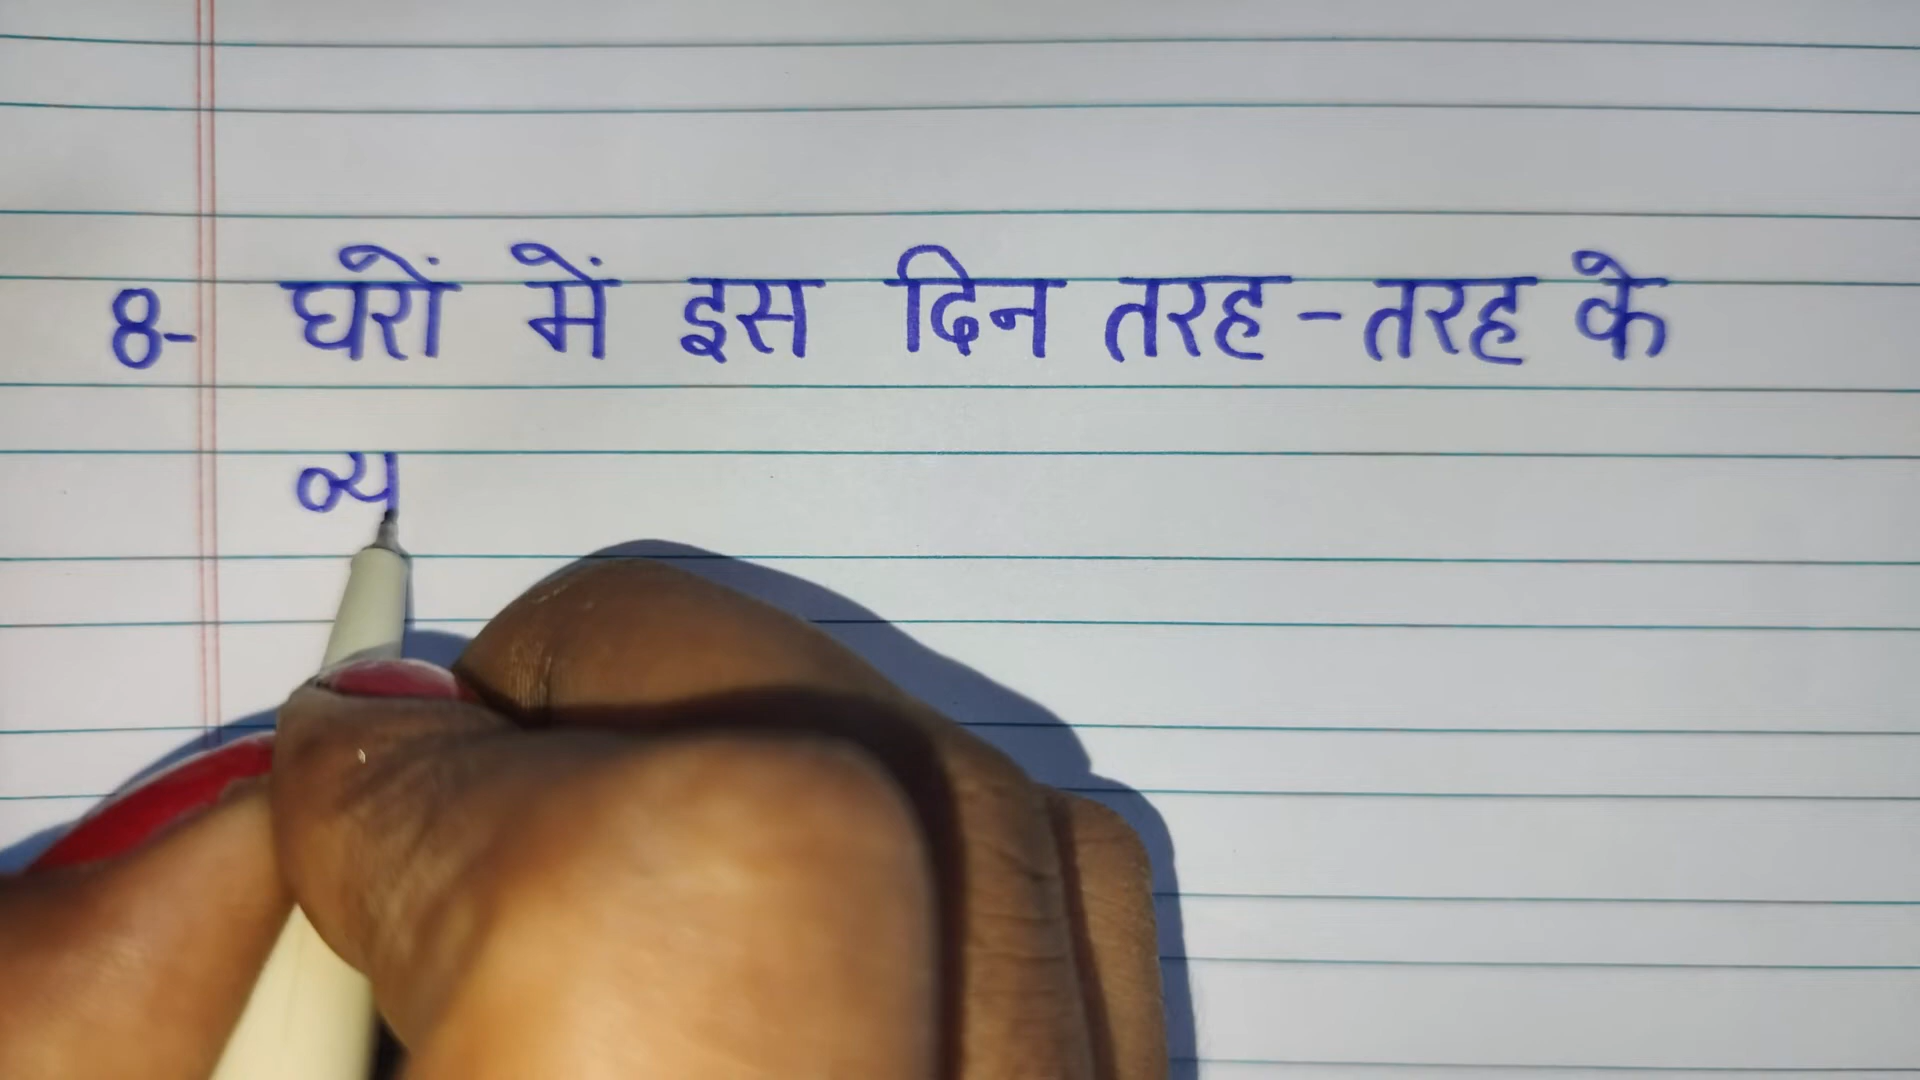 8- घरों में इस दिन तरह-तरह के
व्य